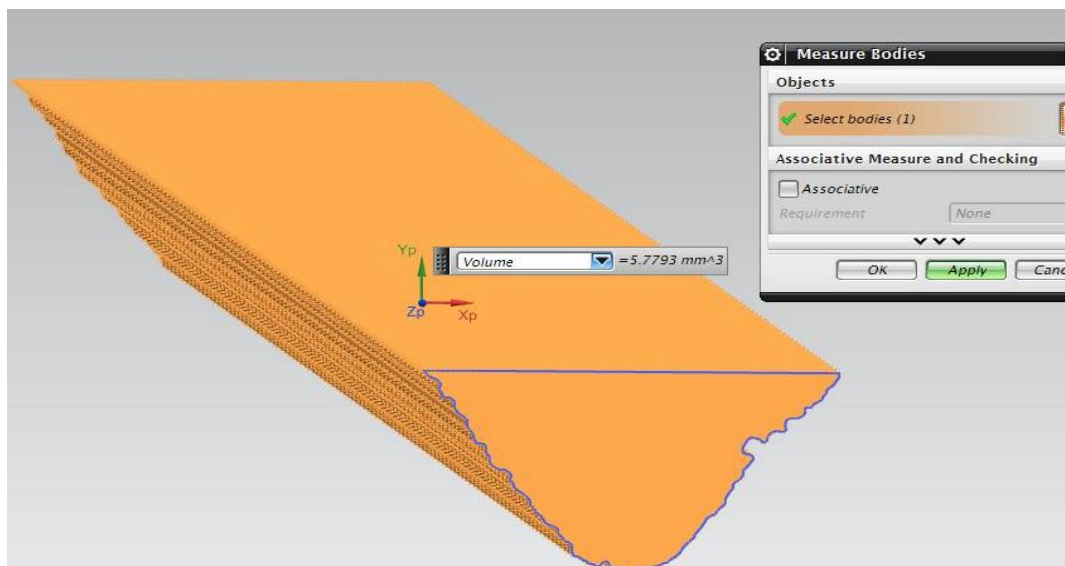 Measure Bodies
Objects
Select bodies (1)
Associative Measure and Checking
Associative
Requirement
None
Yp
Volume
=5.7793 mm^3
OK
Apply
Canc
Zp
Xp